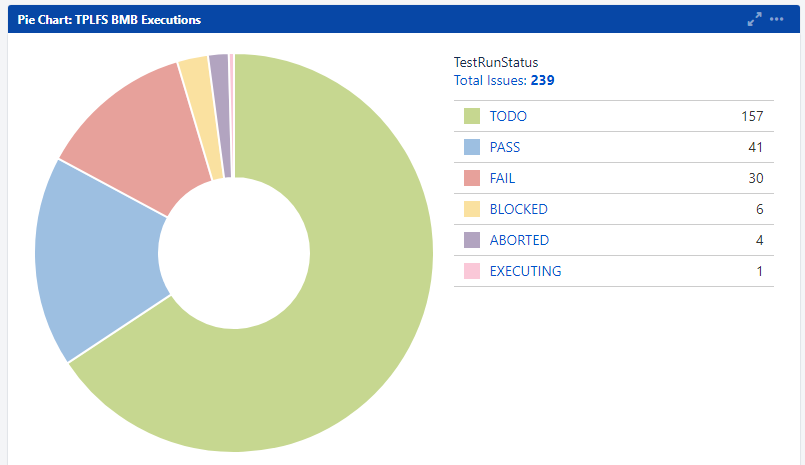 Pie Chart: TPLFS BMB Executions
TestRunStatus
Total Issues: 239
TODO 157
PASS 41
FAIL 30
BLOCKED 6
ABORTED 4
EXECUTING 1